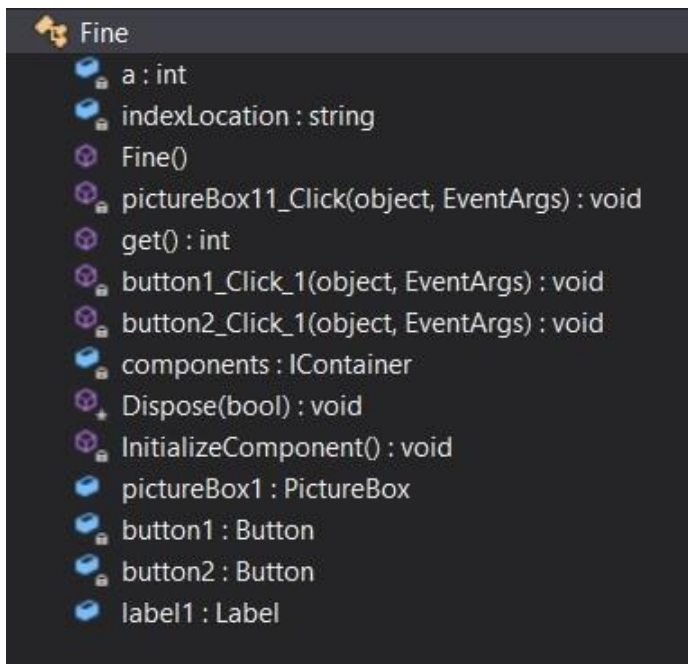 Fine
a : int
indexLocation : string
Fine()
pictureBox11_Click(object, EventArgs) : void
get() : int
button1_Click_1(object, EventArgs) : void
button2_Click_1(object, EventArgs) : void
components : IContainer
Dispose(bool) : void
InitializeComponent() : void
pictureBox1 : PictureBox
button1 : Button
button2 : Button
label1 : Label